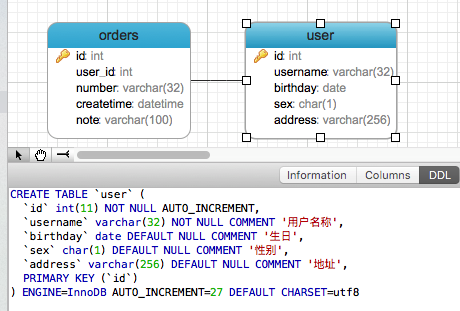 orders
id: int
user_id: int
number: varchar(32)
createtime: datetime
note: varchar(100)
user
id: int
username: varchar(32)
birthday: date
sex: char(1)
address: varchar(256)
Information Columns DDL
CREATE TABLE `user` (
`id` int(11) NOT NULL AUTO_INCREMENT,
`username` varchar(32) NOT NULL COMMENT '用户名称',
`birthday` date DEFAULT NULL COMMENT '生日',
`sex` char(1) DEFAULT NULL COMMENT '性别',
`address` varchar(256) DEFAULT NULL COMMENT '地址',
PRIMARY KEY (`id`)
) ENGINE=InnoDB AUTO_INCREMENT=27 DEFAULT CHARSET=utf8